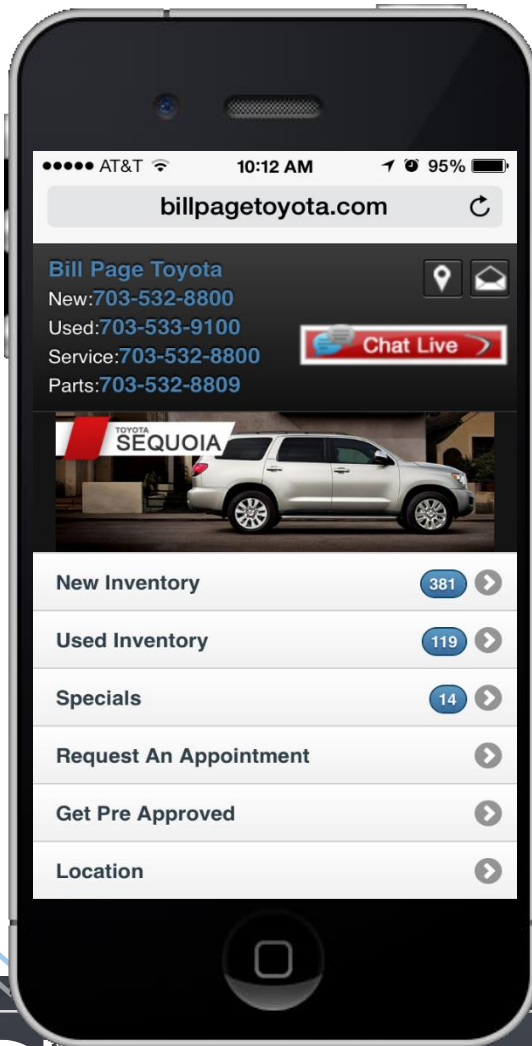 AT&T 10:12 AM 95%
billpagetoyota.com
Bill Page Toyota
New:703-532-8800
Used:703-533-9100
Service:703-532-8800
Parts:703-532-8809
Chat Live
TOYOTA
SEQUOIA
New Inventory 381
Used Inventory 119
Specials 14
Request An Appointment
Get Pre Approved
Location